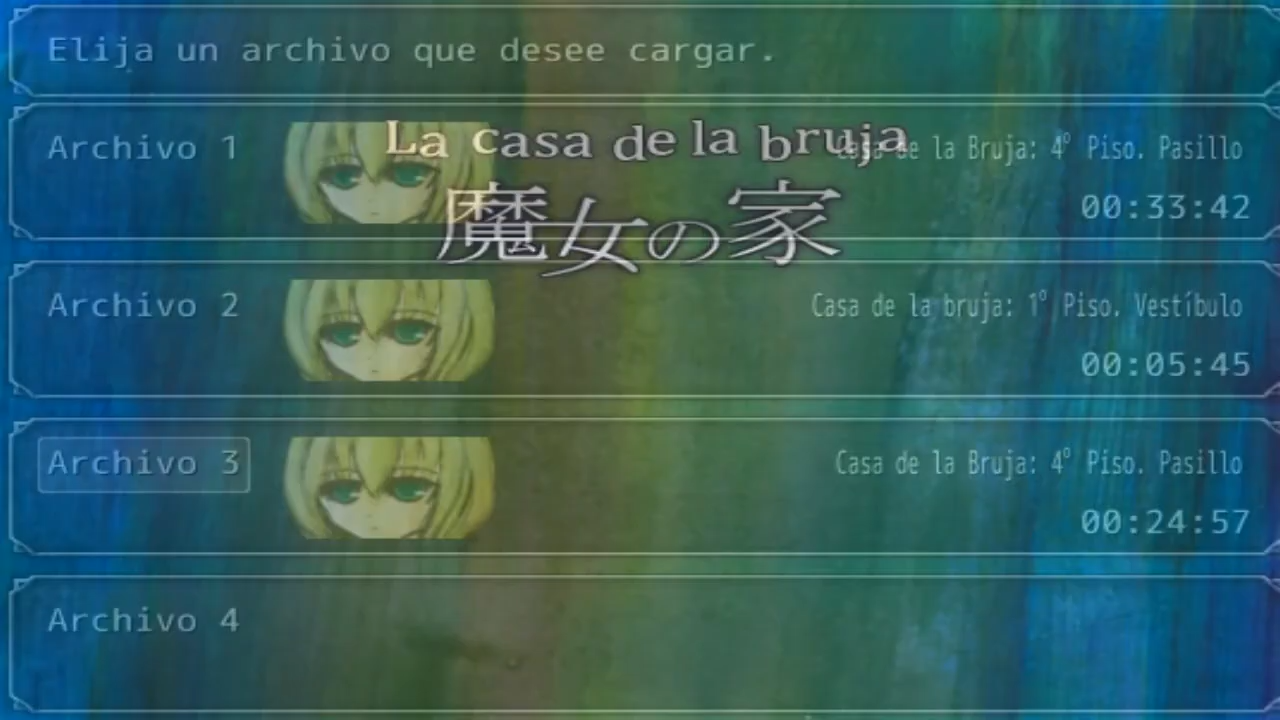 Elija un archivo que desee cargar.
Archivo 1
La casa de la bruja
Casa de la Bruja: 4º Piso. Pasillo
魔女の家
00:33:42
Archivo 2
Casa de la bruja: 1º Piso. Vestíbulo
00:05:45
Archivo 3
Casa de la Bruja: 4º Piso. Pasillo
00:24:57
Archivo 4